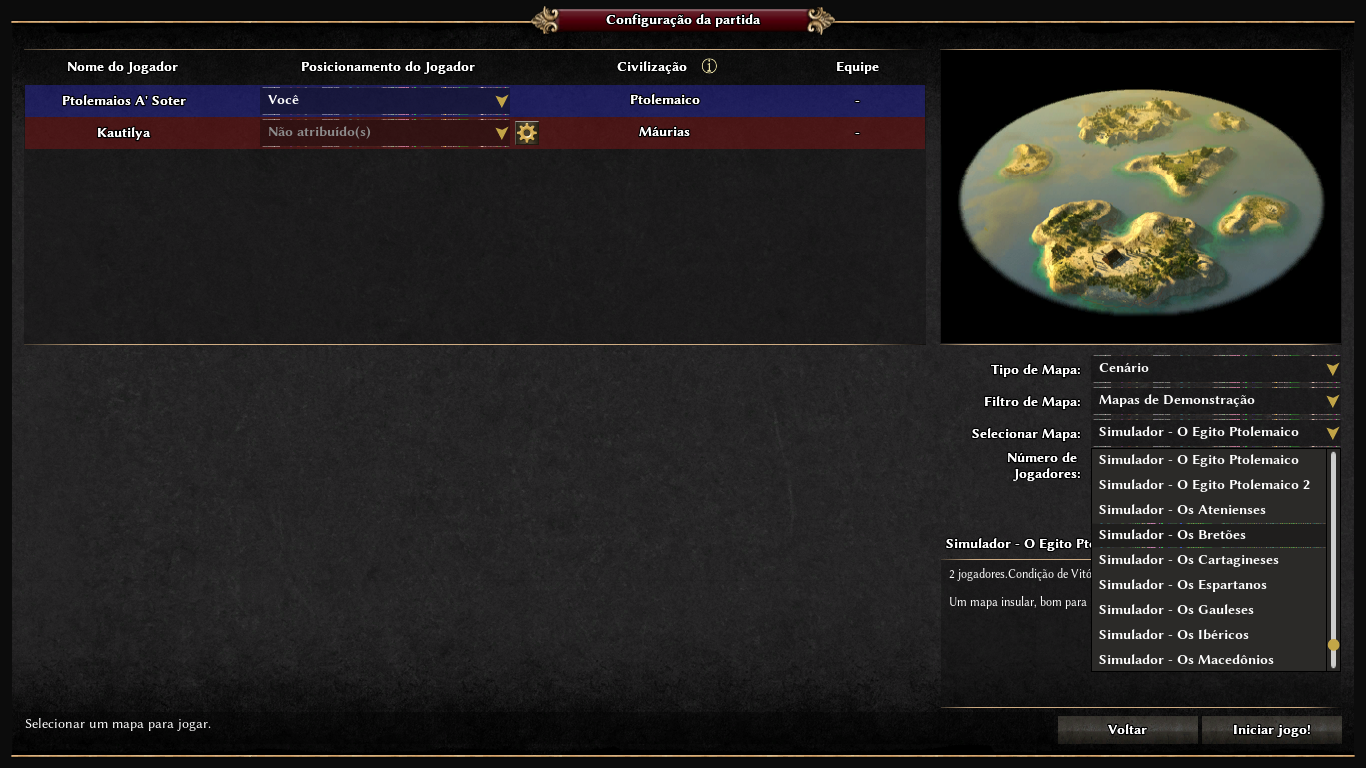 Configuração da partida
Nome do Jogador Posicionamento do Jogador Civilização Equipe
Ptolemaios A' Soter Você Ptolemaico -
Kautilya Não atribuído(s) Máurias -
Tipo de Mapa: Cenário
Filtro de Mapa: Mapas de Demonstração
Selecionar Mapa: Simulador - O Egito Ptolemaico
Número de
Jogadores:
Simulador - O Egito Ptolemaico
Simulador - O Egito Ptolemaico 2
Simulador - Os Atenienses
Simulador - Os Bretões
Simulador - Os Cartagineses
Simulador - Os Espartanos
Simulador - Os Gauleses
Simulador - Os Ibéricos
Simulador - Os Macedônios
Simulador - O Egito Pto
2 jogadores.Condição de Vitó
Um mapa insular, bom para
Selecionar um mapa para jogar.
Voltar Iniciar jogo!